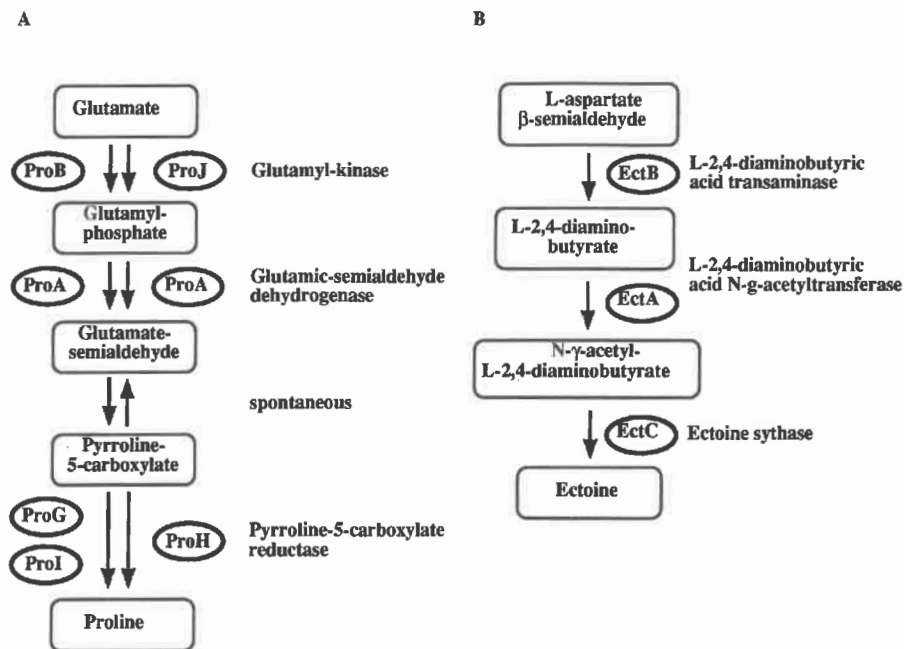 A
Glutamate
ProB
ProJ
Glutamyl-kinase
Glutamyl-
phosphate
ProA
ProA
Glutamic-semialdehyde
dehydrogenase
Glutamate-
semialdehyde
spontaneous
Pyrroline-
5-carboxylate
ProG
ProI
ProH
Pyrroline-5-carboxylate
reductase
Proline
B
L-aspartate
β-semialdehyde
EctB
L-2,4-diaminobutyric
acid transaminase
L-2,4-diamino-
butyrate
EctA
L-2,4-diaminobutyric
acid N-g-acetyltransferase
N-γ-acetyl-
L-2,4-diaminobutyrate
EctC
Ectoine sythase
Ectoine